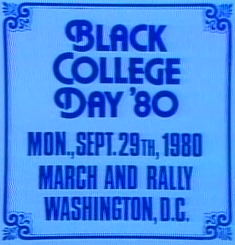 BLACK
COLLEGE
DAY '80
MON., SEPT. 29TH, 1980
MARCH AND RALLY
WASHINGTON, D.C.